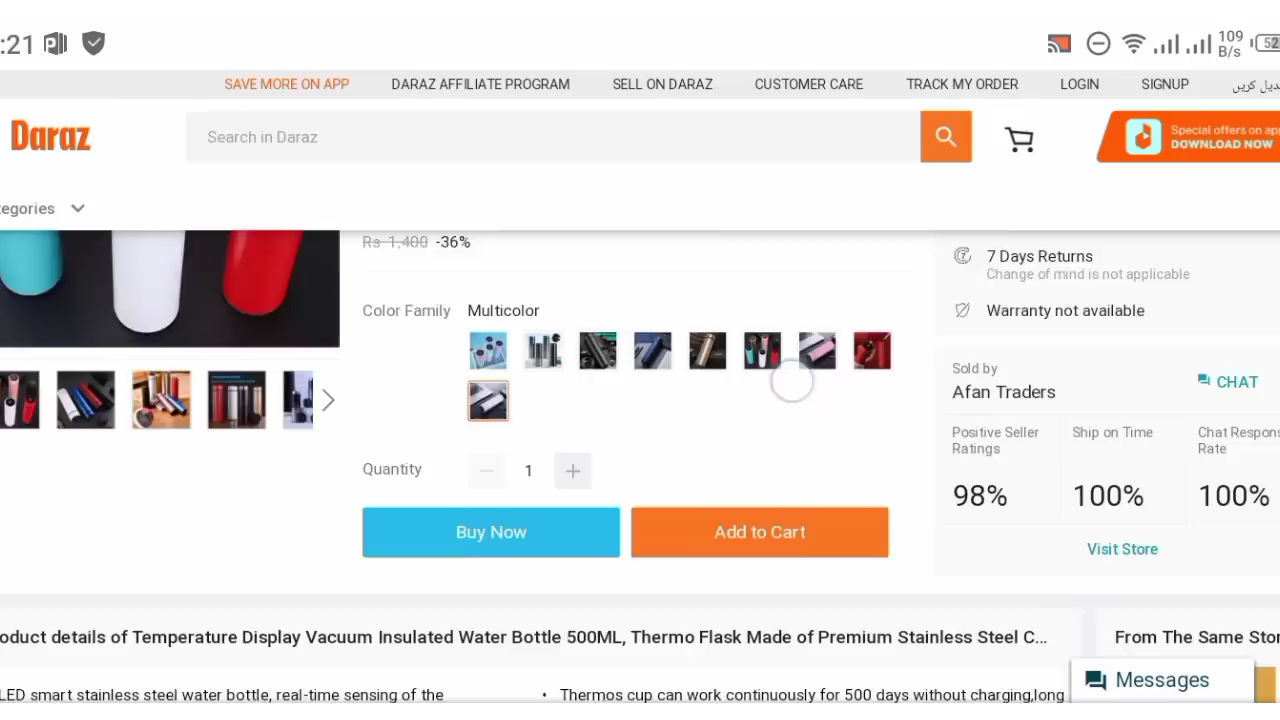 :21
109
B/s
52
SAVE MORE ON APP DARAZ AFFILIATE PROGRAM SELL ON DARAZ CUSTOMER CARE TRACK MY ORDER LOGIN SIGNUP دیل کریں
Daraz
Search in Daraz
Special offers on app
DOWNLOAD NOW
tegories
Rs 1,400 -36%
7 Days Returns
Change of mind is not applicable
Color Family Multicolor
Warranty not available
Sold by
Afan Traders
CHAT
Positive Seller
Ratings
Ship on Time
Chat Respons
Rate
Quantity 1
98% 100% 100%
Buy Now Add to Cart
Visit Store
oduct details of Temperature Display Vacuum Insulated Water Bottle 500ML, Thermo Flask Made of Premium Stainless Steel C...
From The Same Stor
Messages
LED smart stainless steel water bottle, real-time sensing of the
• Thermos cup can work continuously for 500 days without charging,long